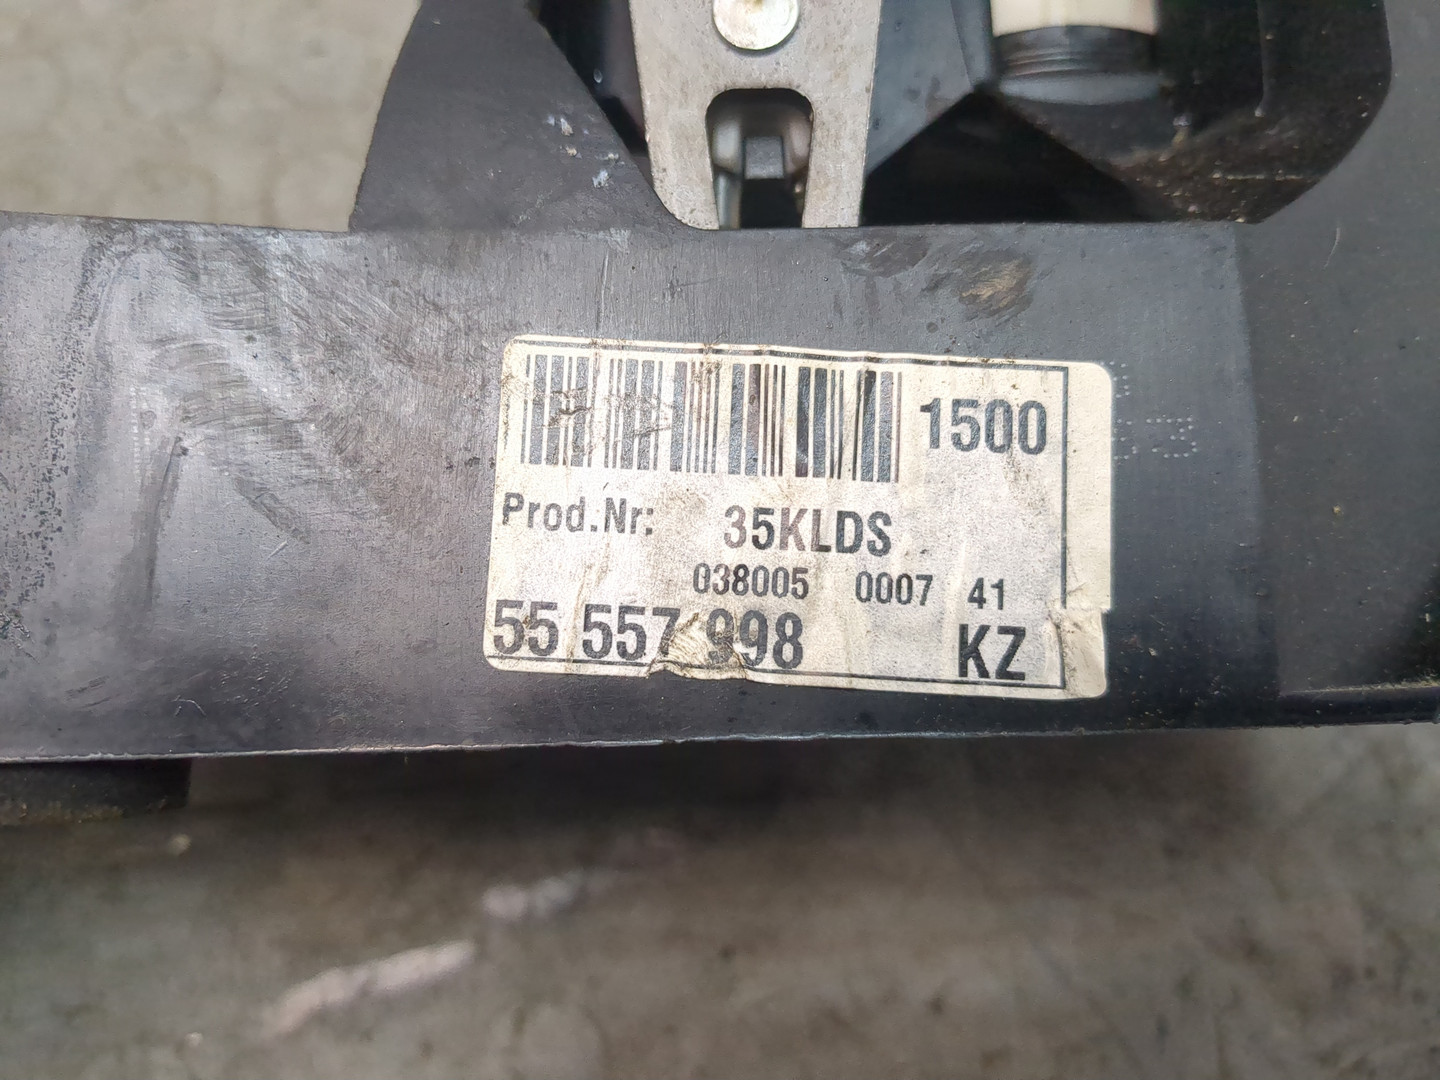 1500
Prod.Nr: 35KLDS
038005 0007 41
55 557 998 KZ